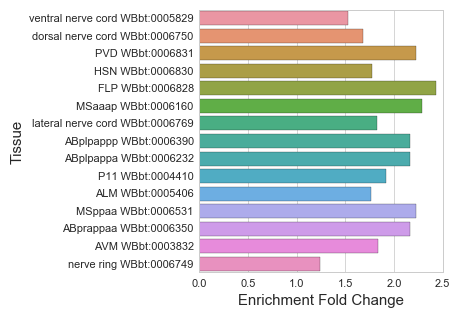 ventral nerve cord WBbt:0005829
dorsal nerve cord WBbt:0006750
PVD WBbt:0006831
HSN WBbt:0006830
FLP WBbt:0006828
MSaaap WBbt:0006160
lateral nerve cord WBbt:0006769
ABplpappp WBbt:0006390
ABplpappa WBbt:0006232
P11 WBbt:0004410
ALM WBbt:0005406
MSppaa WBbt:0006531
ABprappaa WBbt:0006350
AVM WBbt:0003832
nerve ring WBbt:0006749
Tissue
0.0 0.5 1.0 1.5 2.0 2.5
Enrichment Fold Change